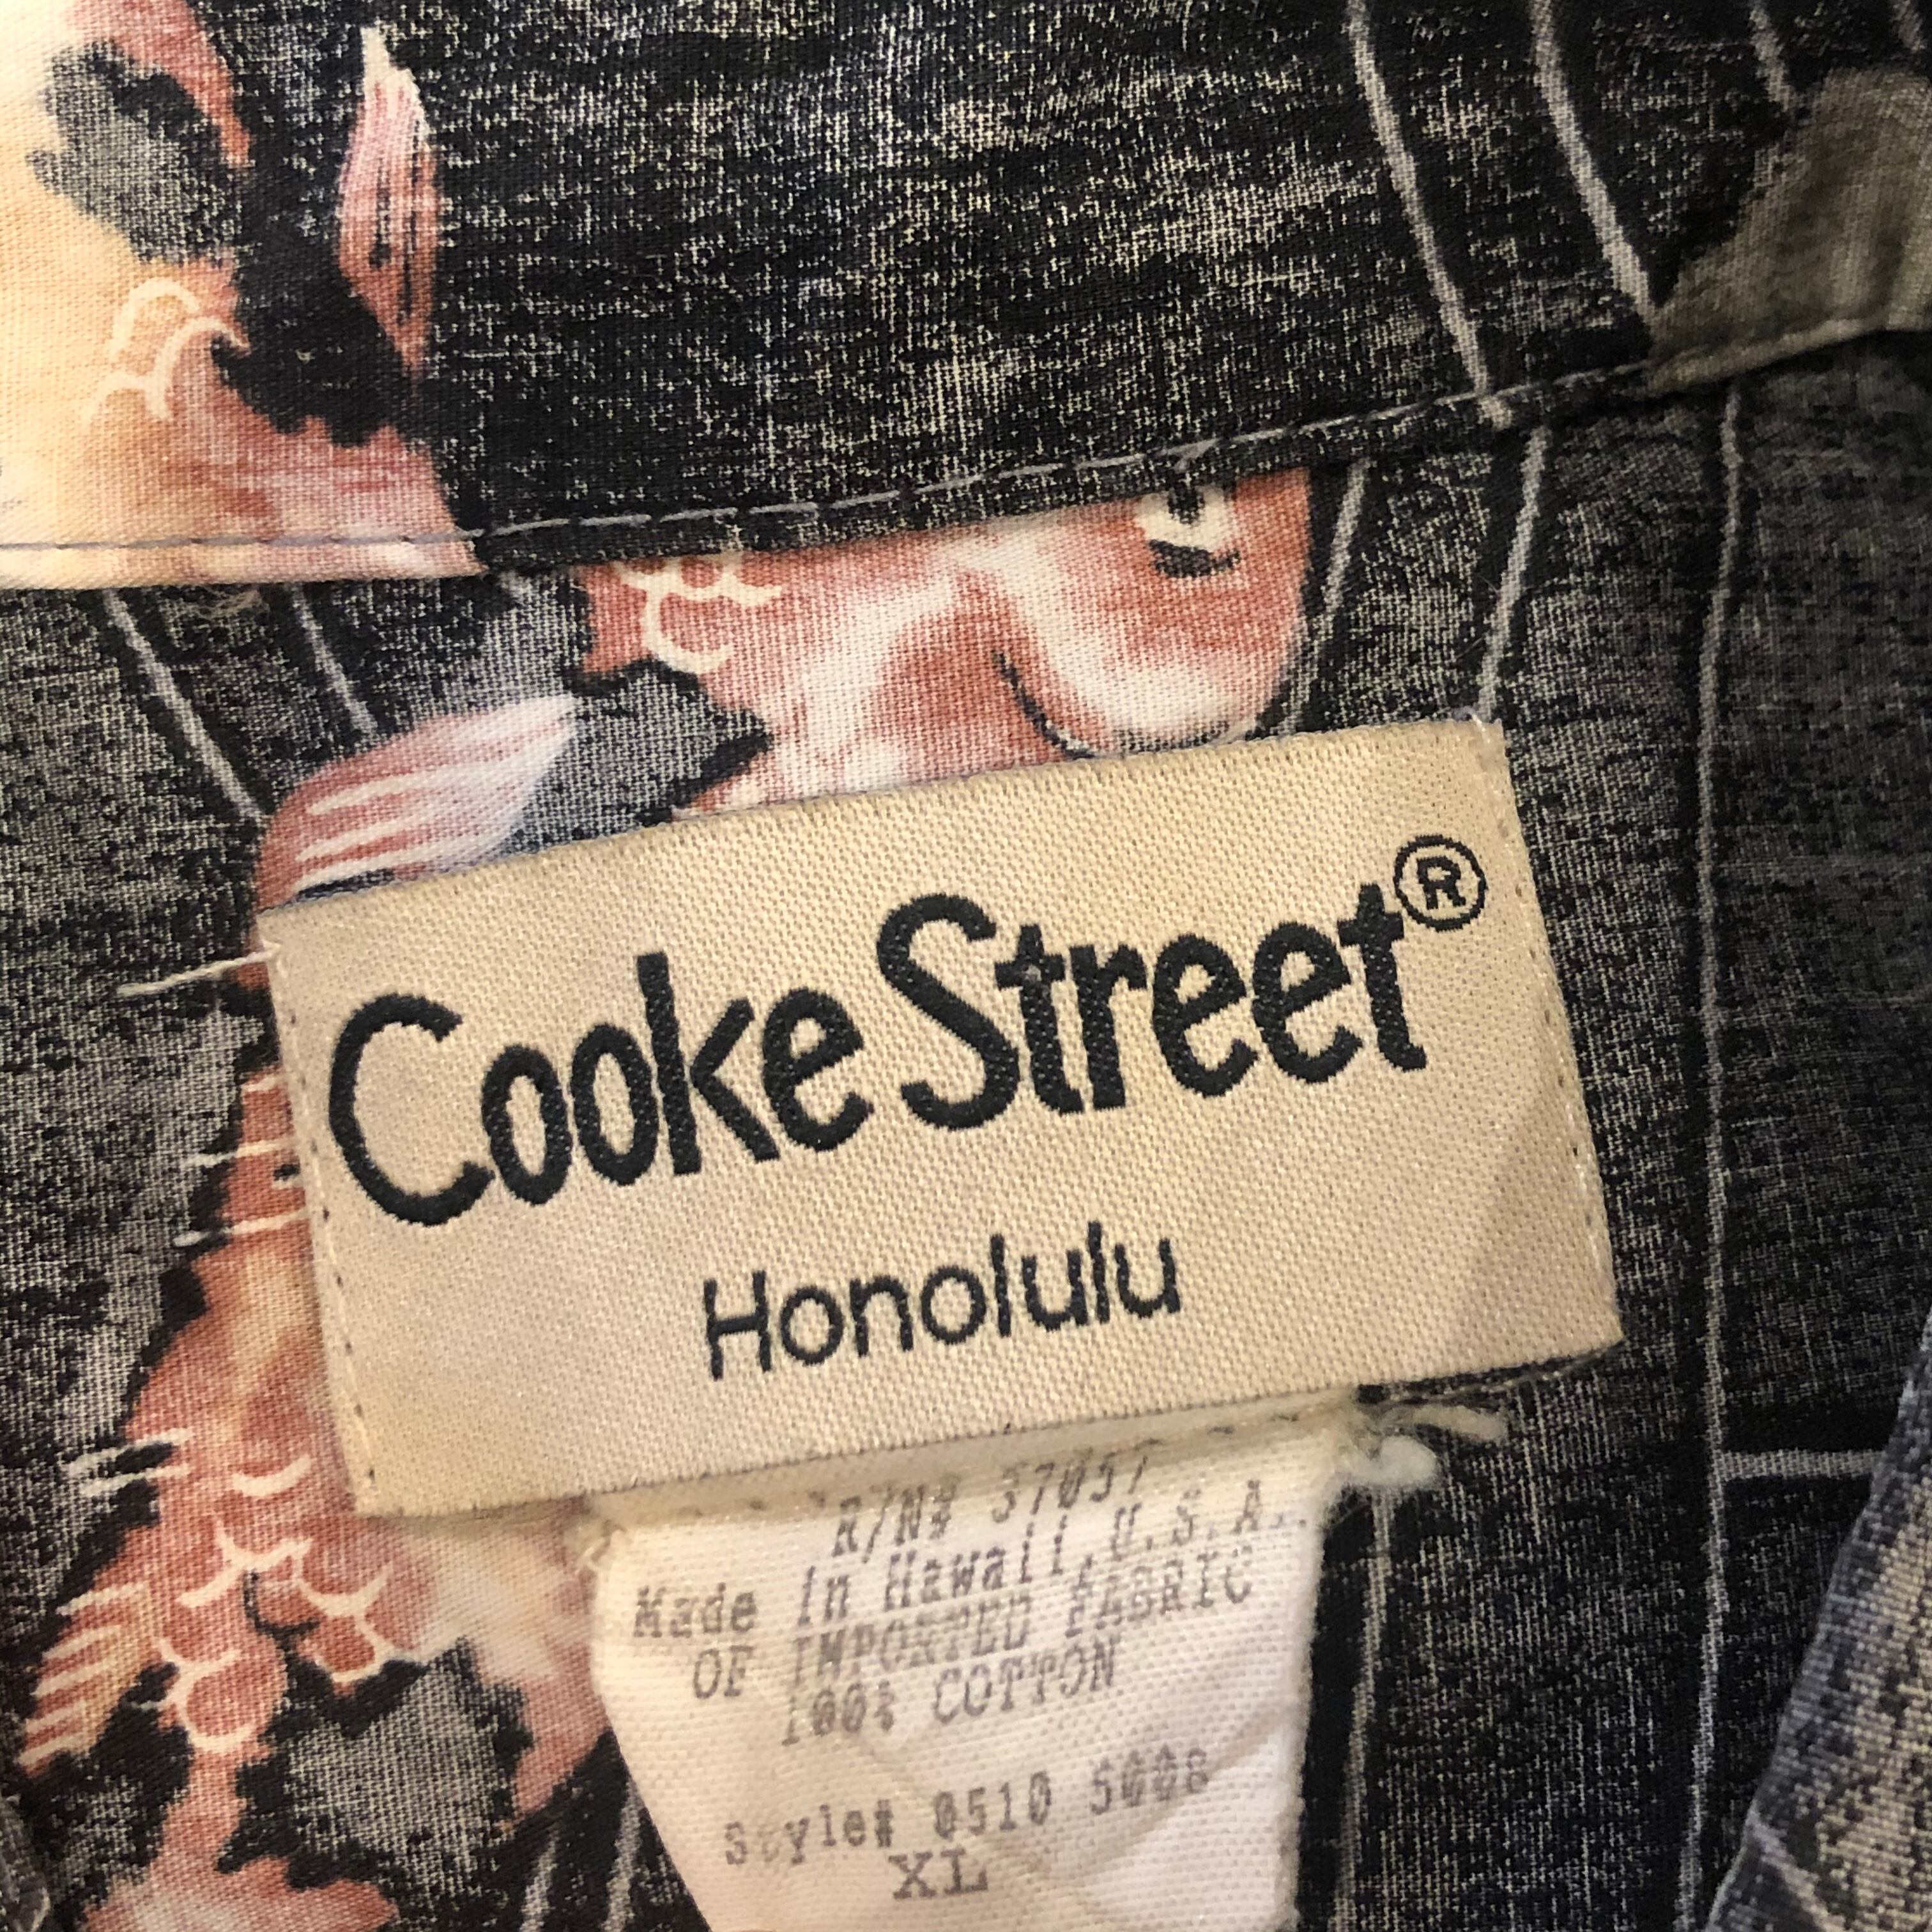 Cooke Street®
Honolulu
R/N# 37057
Made In Hawaii, U.S.A.
OF IMPORTED FABRIC
100% COTTON
Style# 0510 5008
XL